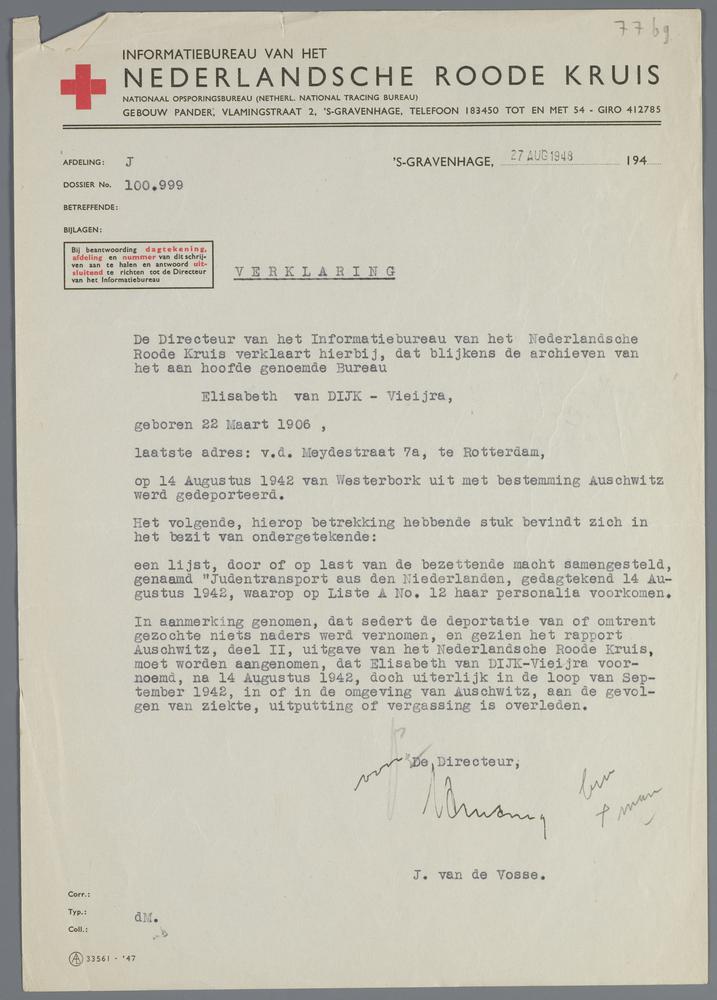 77 bg
INFORMATIEBUREAU VAN HET
NEDERLANDSCHE ROODE KRUIS
NATIONAAL OPSPORINGSBUREAU (NETHERL. NATIONAL TRACING BUREAU)
GEBOUW PANDER, VLAMINGSTRAAT 2, 'S-GRAVENHAGE, TELEFOON 183450 TOT EN MET 54 - GIRO 412785
AFDELING: J
'S-GRAVENHAGE, 27 AUG 1948 194
DOSSIER No. 100.999
BETREFFENDE:
BIJLAGEN:
Bij beantwoording dagtekening,
afdeling en nummer van dit schrij-
ven aan te halen en antwoord uit-
sluitend te richten tot de Directeur
van het Informatiebureau
VERKLARING
De Directeur van het Informatiebureau van het Nederlandsche
Roode Kruis verklaart hierbij, dat blijkens de archieven van
het aan hoofde genoemde Bureau
Elisabeth van DIJK - Vieijra,
geboren 22 Maart 1906 ,
laatste adres: v.d. Meydestraat 7a, te Rotterdam,
op 14 Augustus 1942 van Westerbork uit met bestemming Auschwitz
werd gedeporteerd.
Het volgende, hierop betrekking hebbende stuk bevindt zich in
het bezit van ondergetekende:
een lijst, door of op last van de bezettende macht samengesteld,
genaamd "Judentransport aus den Niederlanden, gedagtekend 14 Au-
gustus 1942, waarop op Liste A No. 12 haar personalia voorkomen.
In aanmerking genomen, dat sedert de deportatie van of omtrent
gezochte niets naders werd vernomen, en gezien het rapport
Auschwitz, deel II, uitgave van het Nederlandsche Roode Kruis,
moet worden aangenomen, dat Elisabeth van DIJK-Vieijra voor-
noemd, na 14 Augustus 1942, doch uiterlijk in de loop van Sep-
tember 1942, in of in de omgeving van Auschwitz, aan de gevol-
gen van ziekte, uitputting of vergassing is overleden.
voor De Directeur,
+ man
J. van de Vosse.
Corr.:
Typ.: dM.
Coll.:
33561 - '47